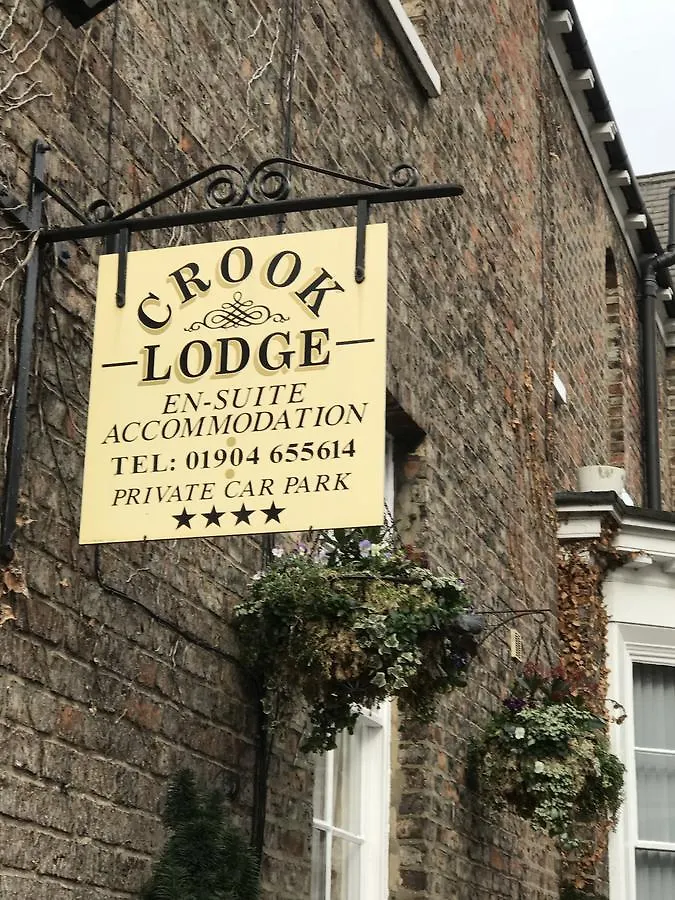 CROOK
LODGE
EN-SUITE
ACCOMMODATION
TEL: 01904 655614
PRIVATE CAR PARK
★★★★